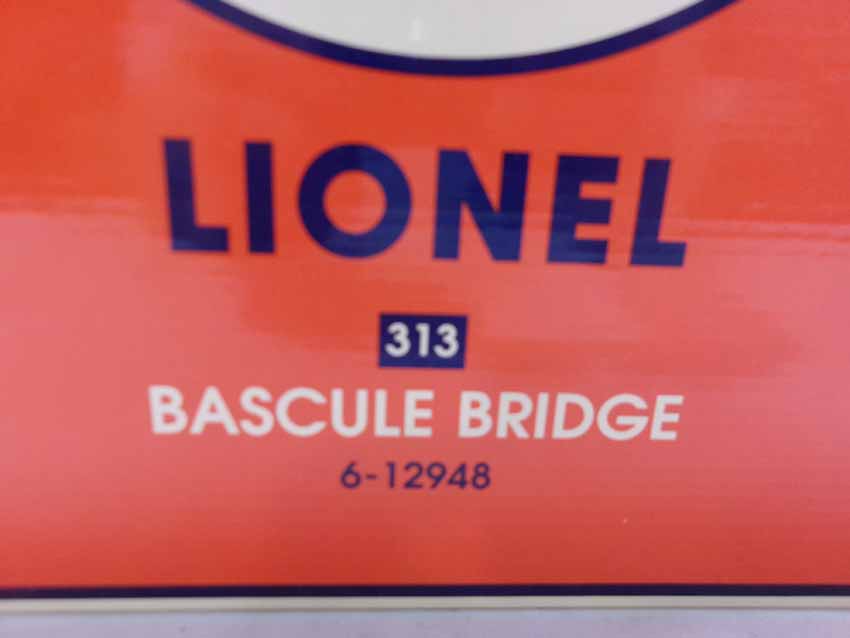 LIONEL
313
BASCULE BRIDGE
6-12948